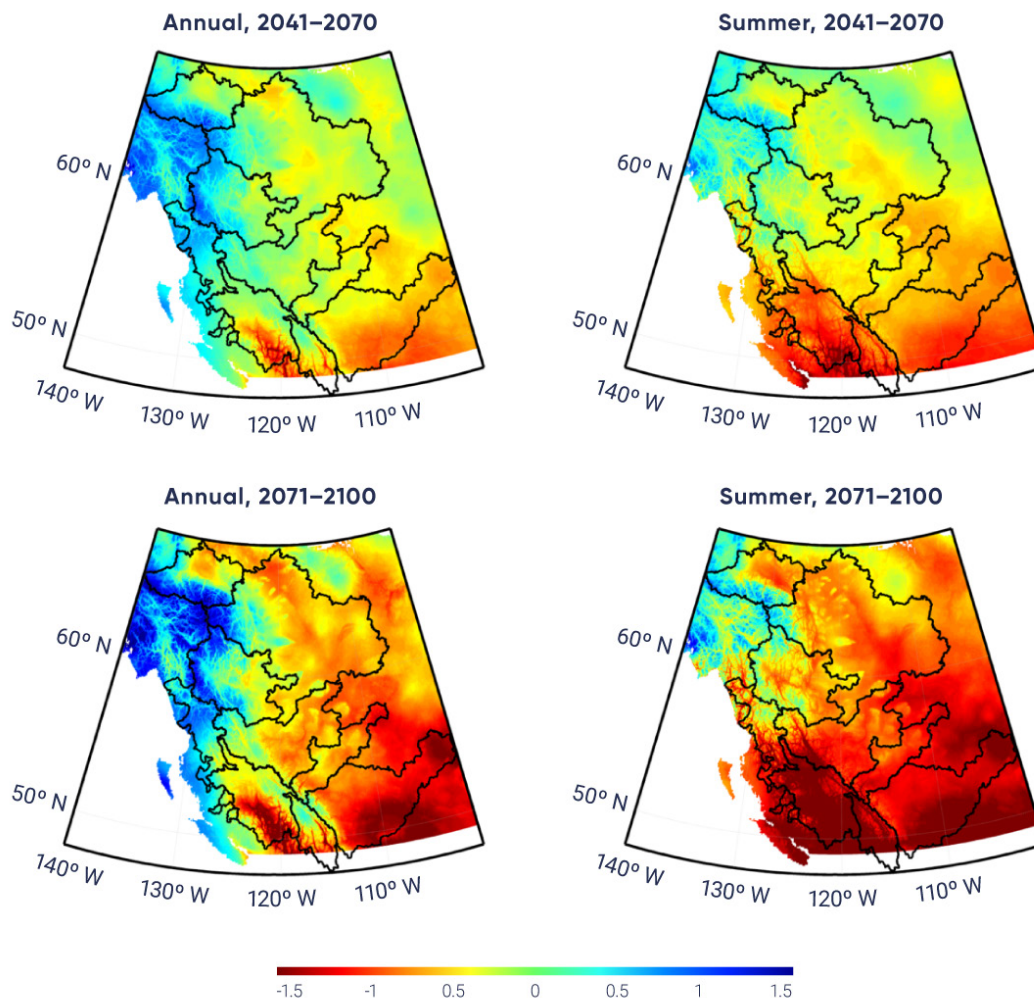 Annual, 2041–2070
Summer, 2041–2070
60° N
50° N
140° W
130° W
120° W
110° W
60° N
50° N
140° W
130° W
120° W
110° W
Annual, 2071–2100
Summer, 2071–2100
60° N
50° N
140° W
130° W
120° W
110° W
60° N
50° N
140° W
130° W
120° W
110° W
-1.5 -1 0.5 0 0.5 1 1.5